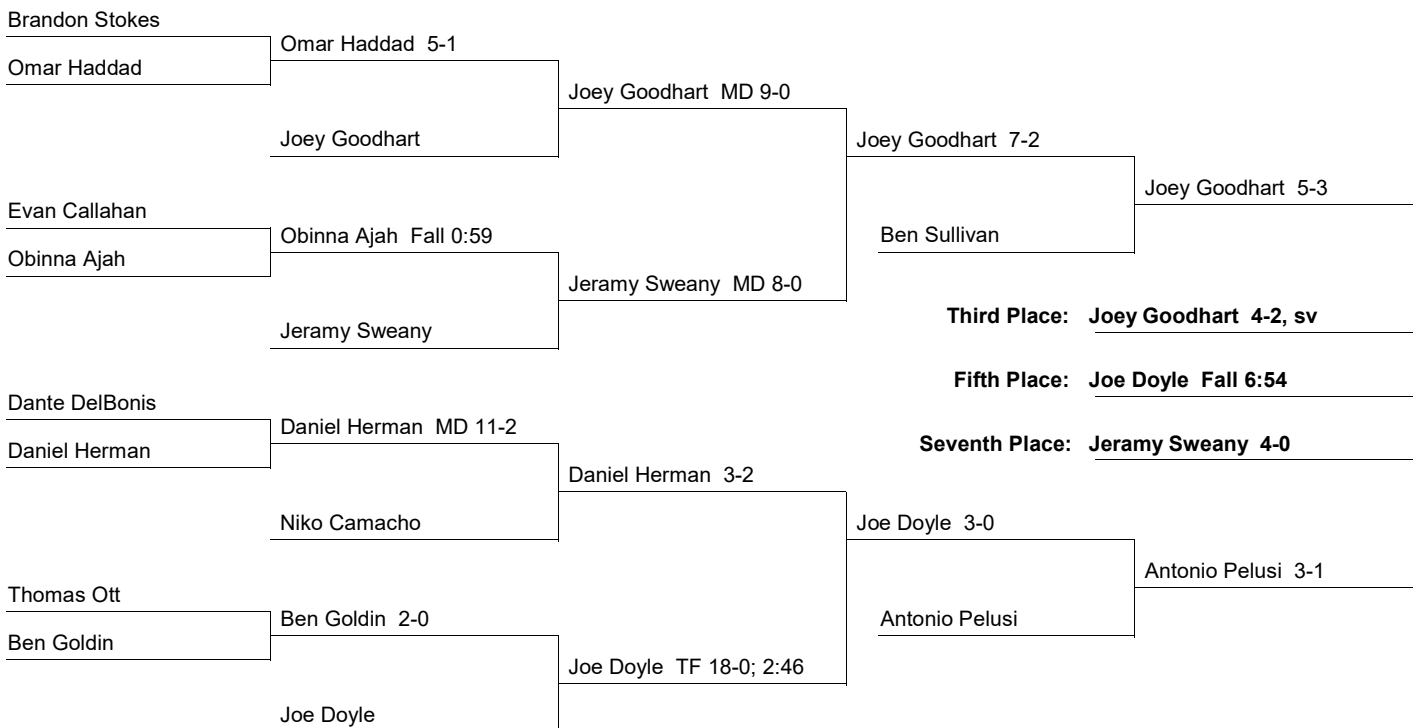 Brandon Stokes
Omar Haddad 5-1
Omar Haddad
Joey Goodhart MD 9-0
Joey Goodhart
Joey Goodhart 7-2
Joey Goodhart 5-3
Evan Callahan
Obinna Ajah Fall 0:59
Ben Sullivan
Obinna Ajah
Jeramy Sweany MD 8-0
Third Place: Joey Goodhart 4-2, sv
Jeramy Sweany
Fifth Place: Joe Doyle Fall 6:54
Dante DelBonis
Daniel Herman MD 11-2
Seventh Place: Jeramy Sweany 4-0
Daniel Herman
Daniel Herman 3-2
Niko Camacho
Joe Doyle 3-0
Antonio Pelusi 3-1
Thomas Ott
Ben Goldin 2-0
Antonio Pelusi
Ben Goldin
Joe Doyle TF 18-0; 2:46
Joe Doyle